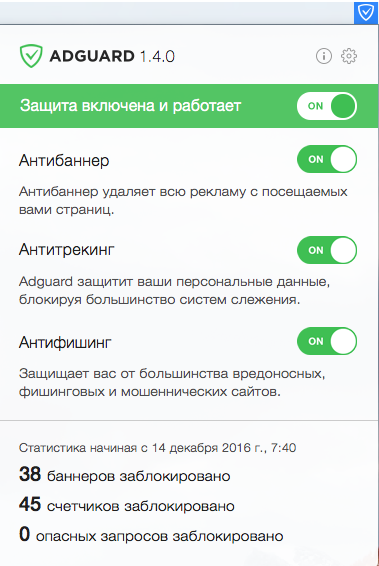 ADGUARD 1.4.0
Защита включена и работает ON
Антибаннер ON
Антибаннер удаляет всю рекламу с посещаемых
вами страниц.
Антитрекинг ON
Adguard защитит ваши персональные данные,
блокируя большинство систем слежения.
Антифишинг ON
Защищает вас от большинства вредоносных,
фишинговых и мошеннических сайтов.
Статистика начиная с 14 декабря 2016 г., 7:40
38 баннеров заблокировано
45 счетчиков заблокировано
0 опасных запросов заблокировано